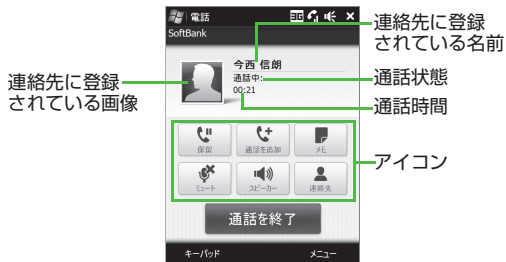 電話
SoftBank
3G
今西 信朗
通話中:
00:21
保留
通話を追加
メモ
ミュート
スピーカー
連絡先
通話を終了
キーパッド
メニュー
連絡先に登録
されている画像
連絡先に登録
されている名前
通話状態
通話時間
アイコン